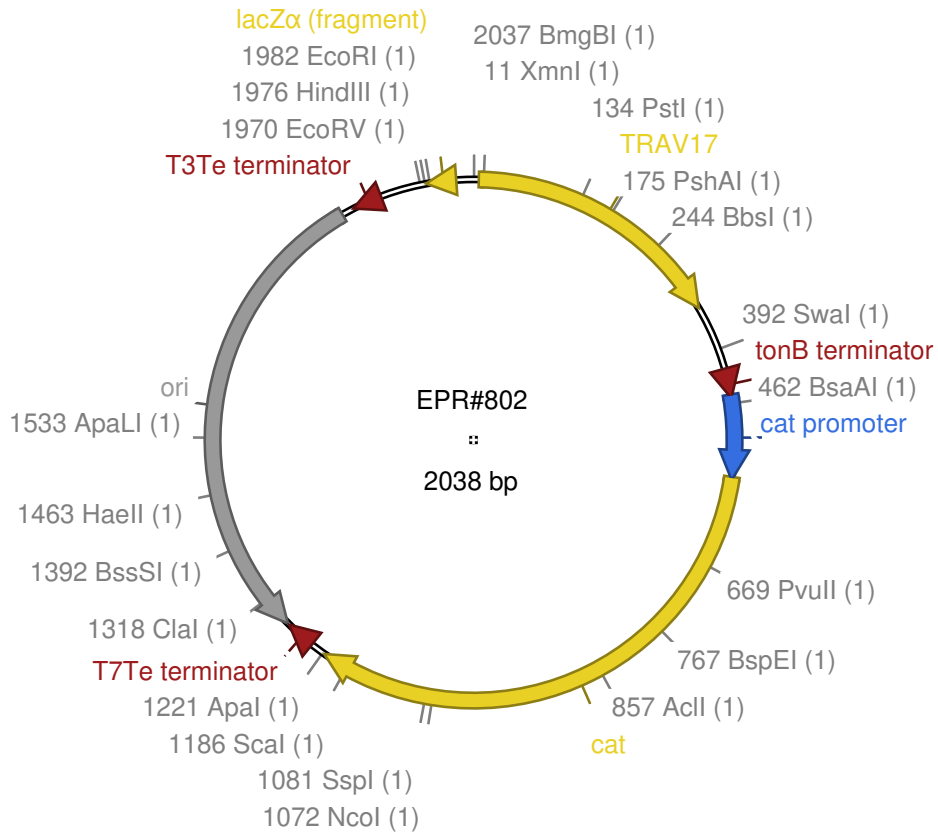 lacZα (fragment)
1982 EcoRI (1)
1976 HindIII (1)
1970 EcoRV (1)
T3Te terminator
2037 BmgBI (1)
11 XmnI (1)
134 PstI (1)
TRAV17
175 PshAI (1)
244 BbsI (1)
392 SwaI (1)
tonB terminator
462 BsaAI (1)
cat promoter
EPR#802
2038 bp
ori
1533 ApaLI (1)
1463 HaeII (1)
1392 BssSI (1)
1318 ClaI (1)
T7Te terminator
1221 ApaI (1)
1186 ScaI (1)
1081 SspI (1)
1072 NcoI (1)
669 PvuII (1)
767 BspEI (1)
857 AclI (1)
cat